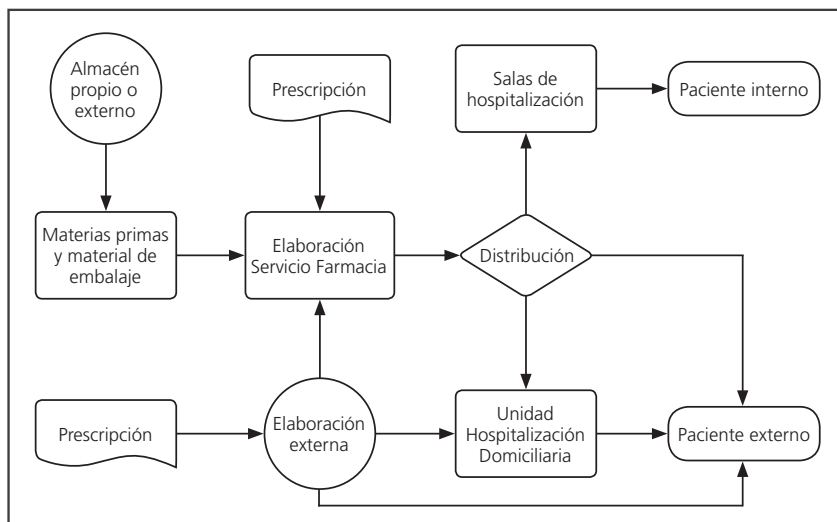 Almacén
propio o
externo
Prescripción
Salas de
hospitalización
Paciente interno
Materias primas
y material de
embalaje
Elaboración
Servicio Farmacia
Distribución
Prescripción
Elaboración
externa
Unidad
Hospitalización
Domiciliaria
Paciente externo